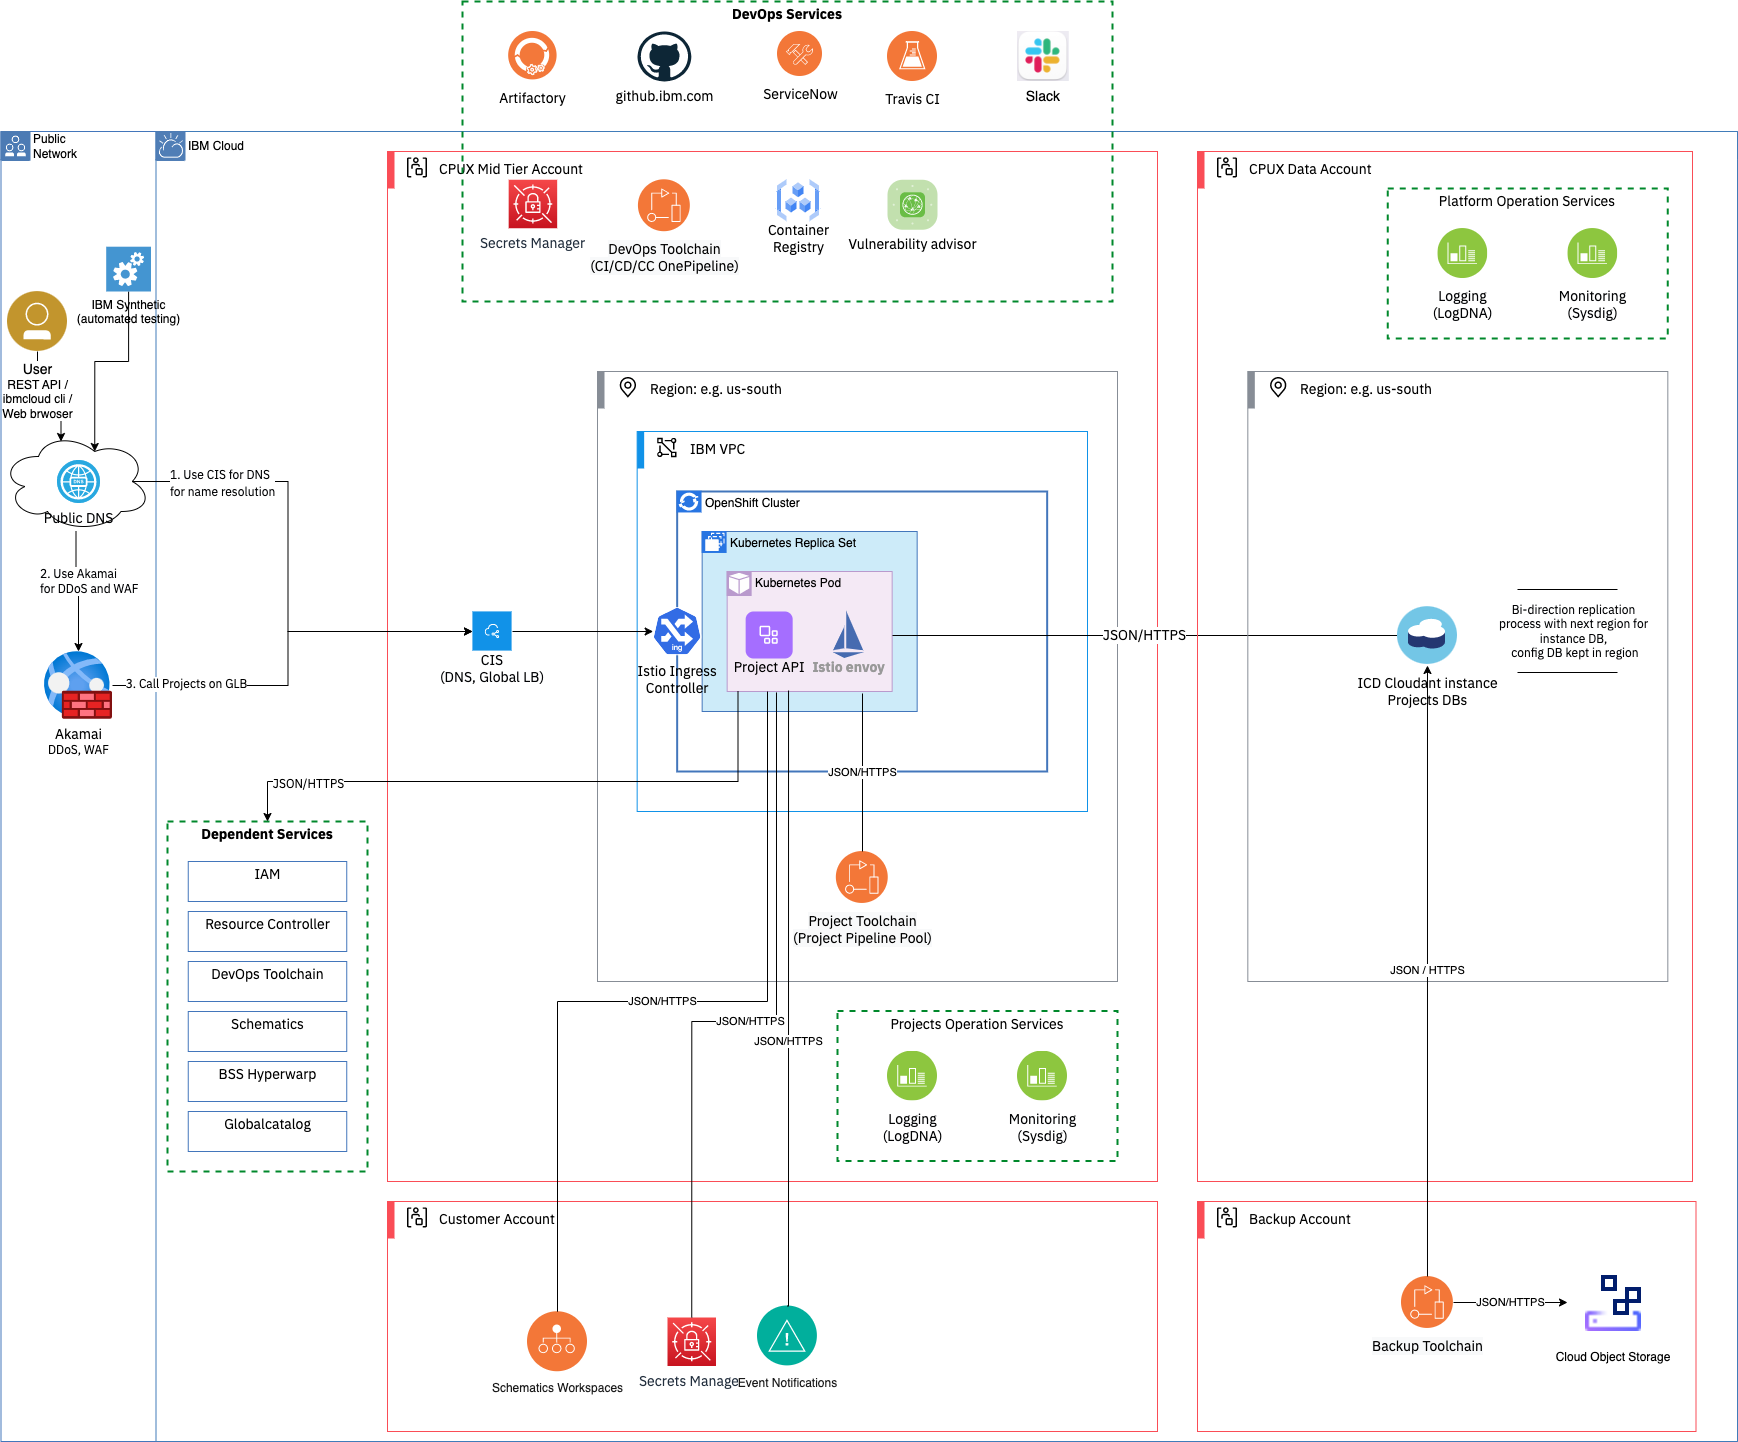 DevOps Services
Artifactory
github.ibm.com
ServiceNow
Travis CI
Slack
Public
Network
IBM Cloud
CPUX Mid Tier Account
Secrets Manager
DevOps Toolchain
(CI/CD/CC OnePipeline)
Container
Registry
Vulnerability advisor
CPUX Data Account
Platform Operation Services
Logging
(LogDNA)
Monitoring
(Sysdig)
IBM Synthetic
(automated testing)
User
REST API /
ibmcloud cli /
Web brwoser
DNS
Public DNS
1. Use CIS for DNS
for name resolution
2. Use Akamai
for DDoS and WAF
3. Call Projects on GLB
Akamai
DDoS, WAF
CIS
(DNS, Global LB)
Region: e.g. us-south
IBM VPC
OpenShift Cluster
Kubernetes Replica Set
Kubernetes Pod
ing
Istio Ingress
Controller
Project API
Istio envoy
JSON/HTTPS
Region: e.g. us-south
ICD Cloudant instance
Projects DBs
Bi-direction replication
process with next region for
instance DB,
config DB kept in region
JSON/HTTPS
JSON/HTTPS
Dependent Services
IAM
Resource Controller
DevOps Toolchain
Schematics
BSS Hyperwarp
Globalcatalog
Project Toolchain
(Project Pipeline Pool)
JSON / HTTPS
JSON/HTTPS
JSON/HTTPS
JSON/HTTPS
Projects Operation Services
Logging
(LogDNA)
Monitoring
(Sysdig)
Customer Account
Schematics Workspaces
Secrets Manage
Event Notifications
Backup Account
Backup Toolchain
JSON/HTTPS
Cloud Object Storage